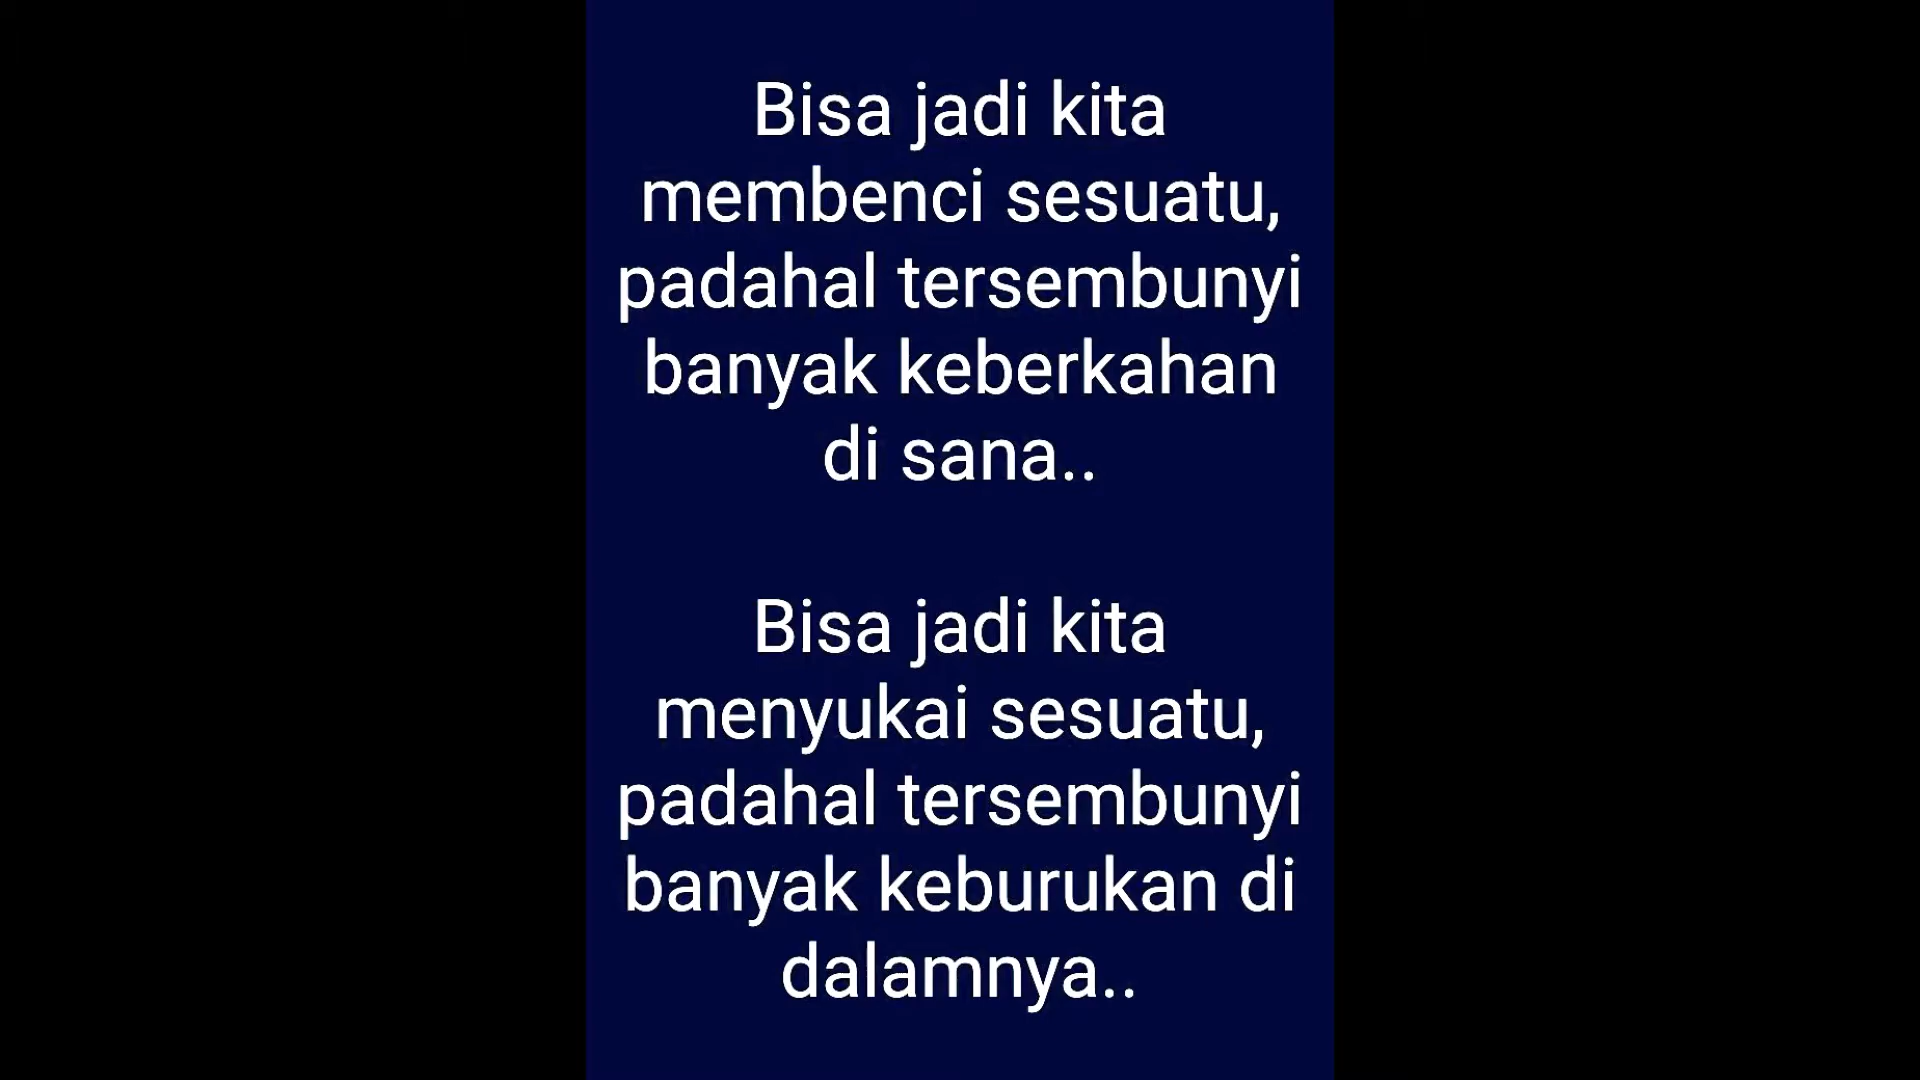 Bisa jadi kita
membenci sesuatu,
padahal tersembunyi
banyak keberkahan
di sana..
Bisa jadi kita
menyukai sesuatu,
padahal tersembunyi
banyak keburukan di
dalamnya..